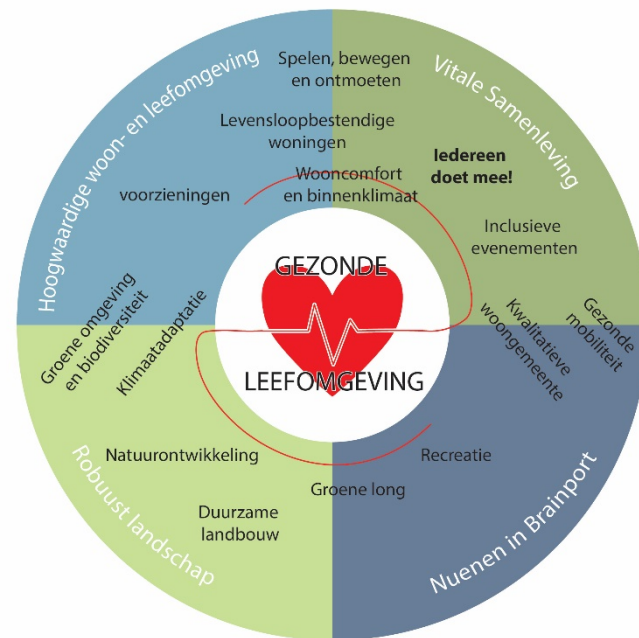 Hoogwaardige woon- en leefomgeving
Spelen, bewegen
en ontmoeten
Vitale Samenleving
Levensloopbestendige
woningen
Iedereen
doet mee!
Wooncomfort
en binnenklimaat
voorzieningen
Inclusieve
evenementen
GEZONDE
LEEFOMGEVING
Groene omgeving
en biodiversiteit
Klimaatadaptatie
Kwalitatieve
woongemeente
Gezonde
mobiliteit
Natuurontwikkeling
Recreatie
Groene long
Duurzame
landbouw
Robuust landschap
Nuenen in Brainport